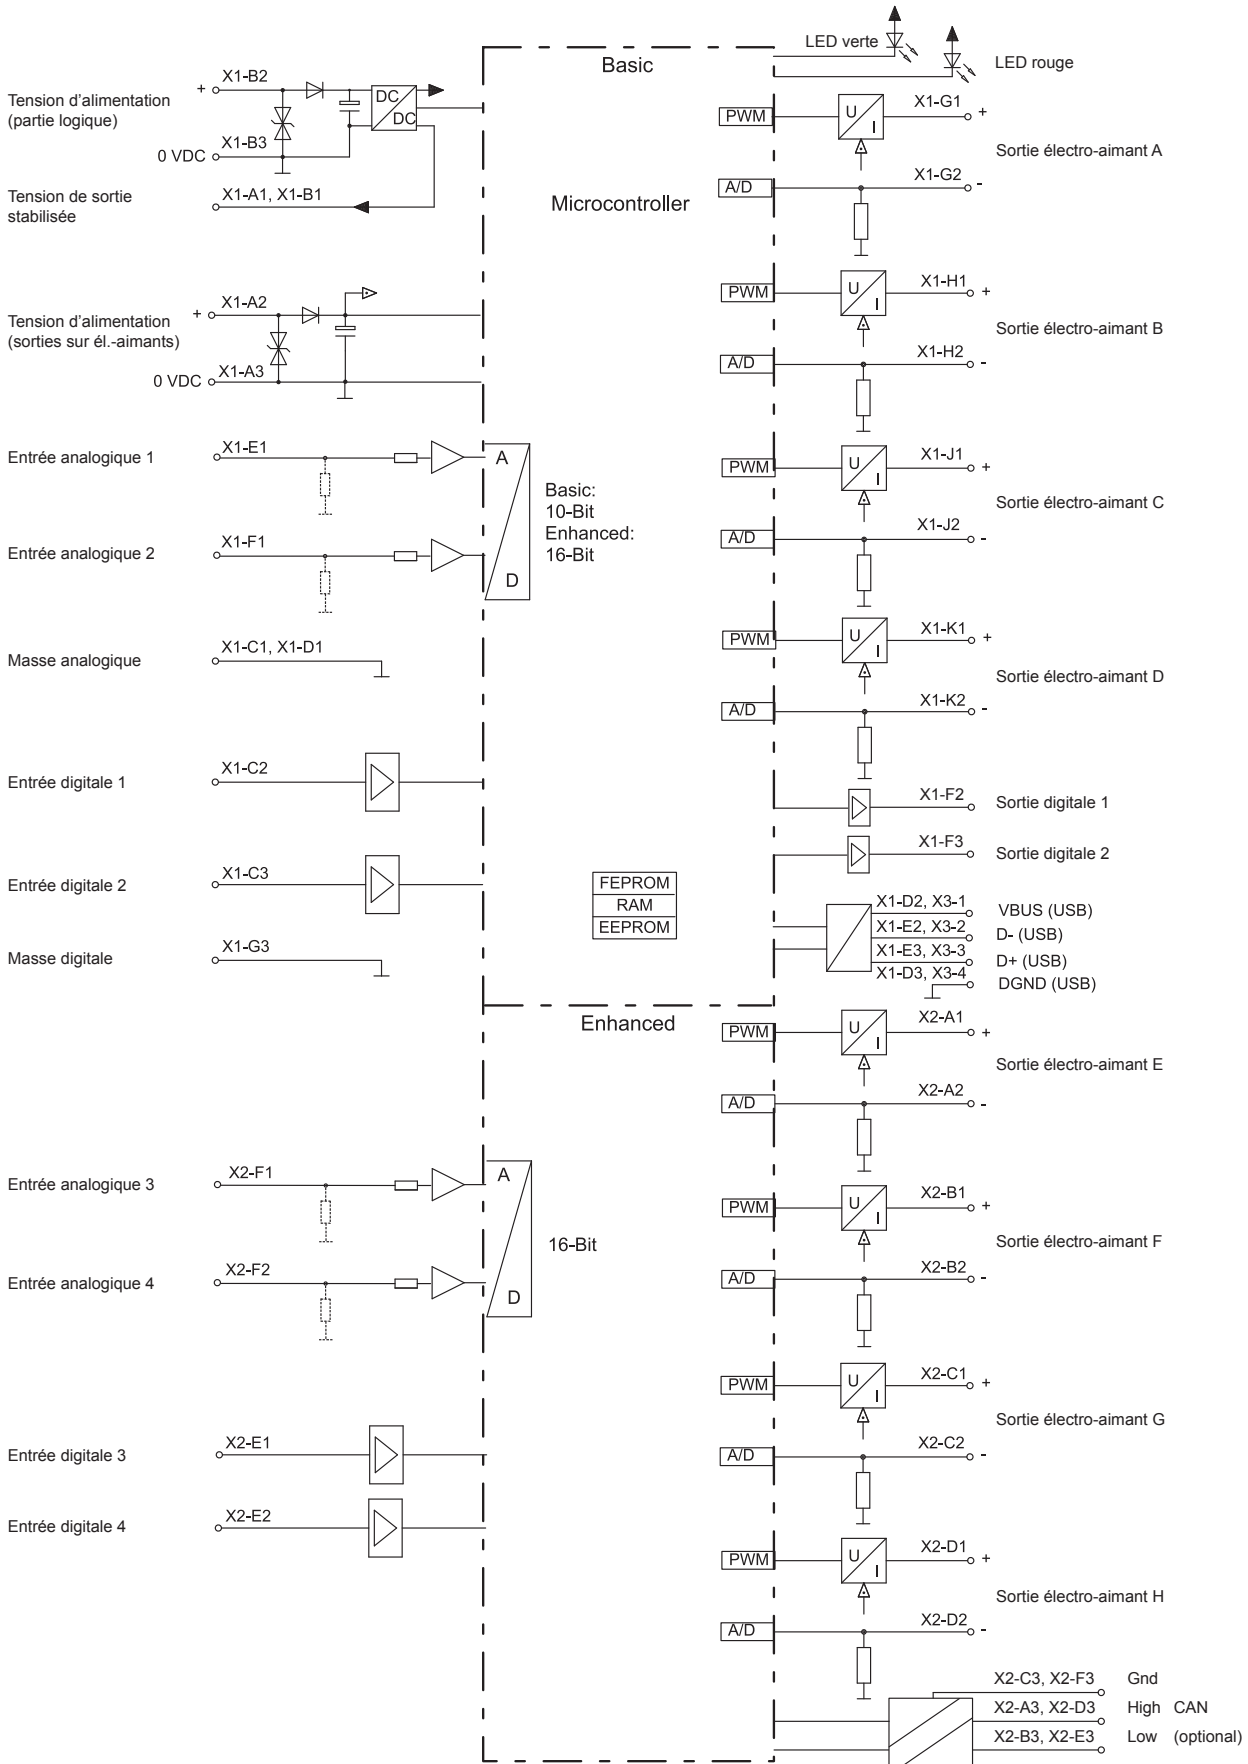 LED verte
LED rouge
Basic
X1-B2
+
Tension d’alimentation
(partie logique)
DC
DC
X1-B3
0 VDC
Tension de sortie
stabilisée
X1-A1, X1-B1
Microcontroller
X1-A2
+
Tension d’alimentation
(sorties sur él.-aimants)
X1-A3
0 VDC
Entrée analogique 1
X1-E1
A
Basic:
10-Bit
Enhanced:
16-Bit
Entrée analogique 2
X1-F1
D
Masse analogique
X1-C1, X1-D1
Entrée digitale 1
X1-C2
Entrée digitale 2
X1-C3
FEPROM
RAM
EEPROM
Masse digitale
X1-G3
PWM
U
I
X1-G1
+
Sortie électro-aimant A
A/D
X1-G2
-
PWM
U
I
X1-H1
+
Sortie électro-aimant B
A/D
X1-H2
-
PWM
U
I
X1-J1
+
Sortie électro-aimant C
A/D
X1-J2
-
PWM
U
I
X1-K1
+
Sortie électro-aimant D
A/D
X1-K2
-
X1-F2
Sortie digitale 1
X1-F3
Sortie digitale 2
X1-D2, X3-1
VBUS (USB)
X1-E2, X3-2
D- (USB)
X1-E3, X3-3
D+ (USB)
X1-D3, X3-4
DGND (USB)
Enhanced
Entrée analogique 3
X2-F1
A
16-Bit
Entrée analogique 4
X2-F2
D
Entrée digitale 3
X2-E1
Entrée digitale 4
X2-E2
PWM
U
I
X2-A1
+
Sortie électro-aimant E
A/D
X2-A2
-
PWM
U
I
X2-B1
+
Sortie électro-aimant F
A/D
X2-B2
-
PWM
U
I
X2-C1
+
Sortie électro-aimant G
A/D
X2-C2
-
PWM
U
I
X2-D1
+
Sortie électro-aimant H
A/D
X2-D2
-
X2-C3, X2-F3 Gnd
X2-A3, X2-D3 High CAN
X2-B3, X2-E3 Low (optional)